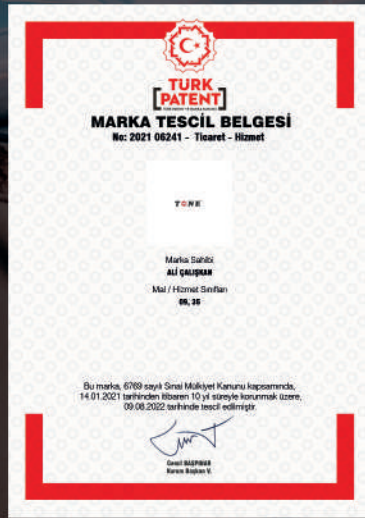 TÜRK
PATENT
MARKA TESCİL BELGESİ
No: 2021 06241 - Ticaret - Hizmet
TONE
Marka Sahibi
ALİ ÇALIŞKAN
Mal / Hizmet Sınıfları
09, 35
Bu marka, 6769 sayılı Sınai Mülkiyet Kanunu kapsamında,
14.01.2021 tarihinden itibaren 10 yıl süreyle korunmak üzere,
09.08.2022 tarihinde tescil edilmiştir.
Cemil BAŞPINAR
Kurum Başkan V.